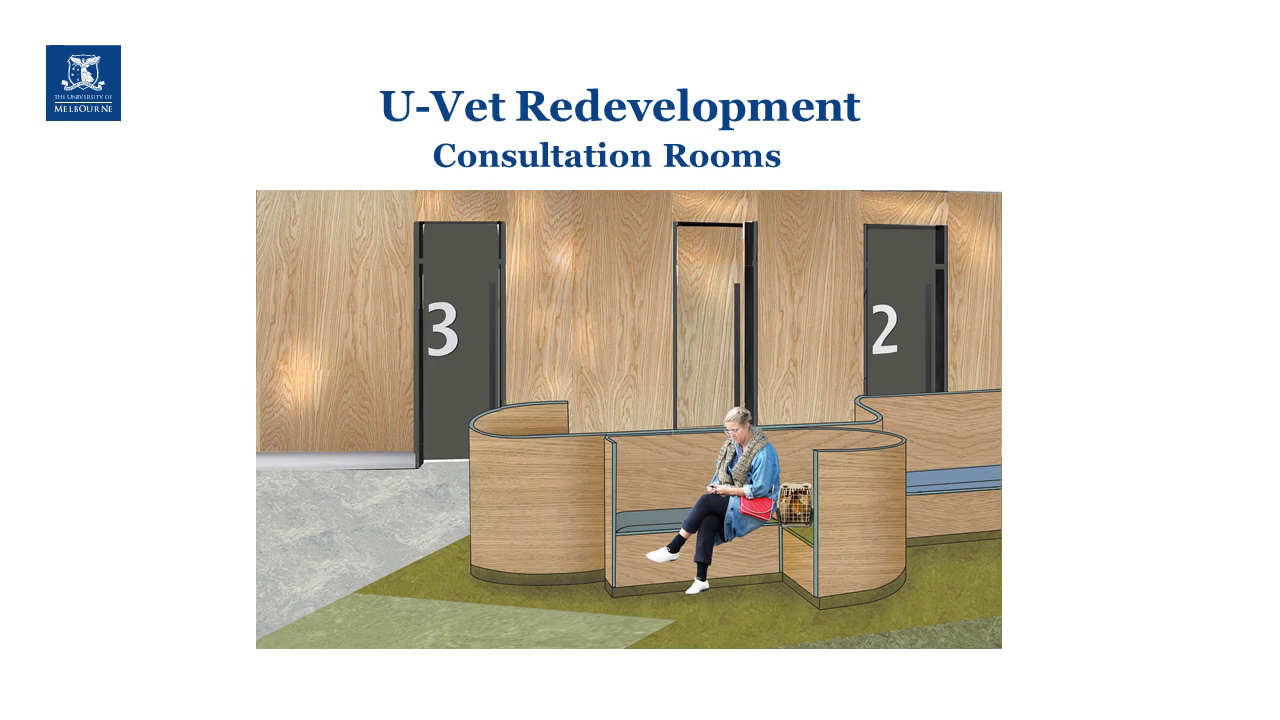 THE UNIVERSITY OF
MELBOURNE
U-Vet Redevelopment
Consultation Rooms
3
2